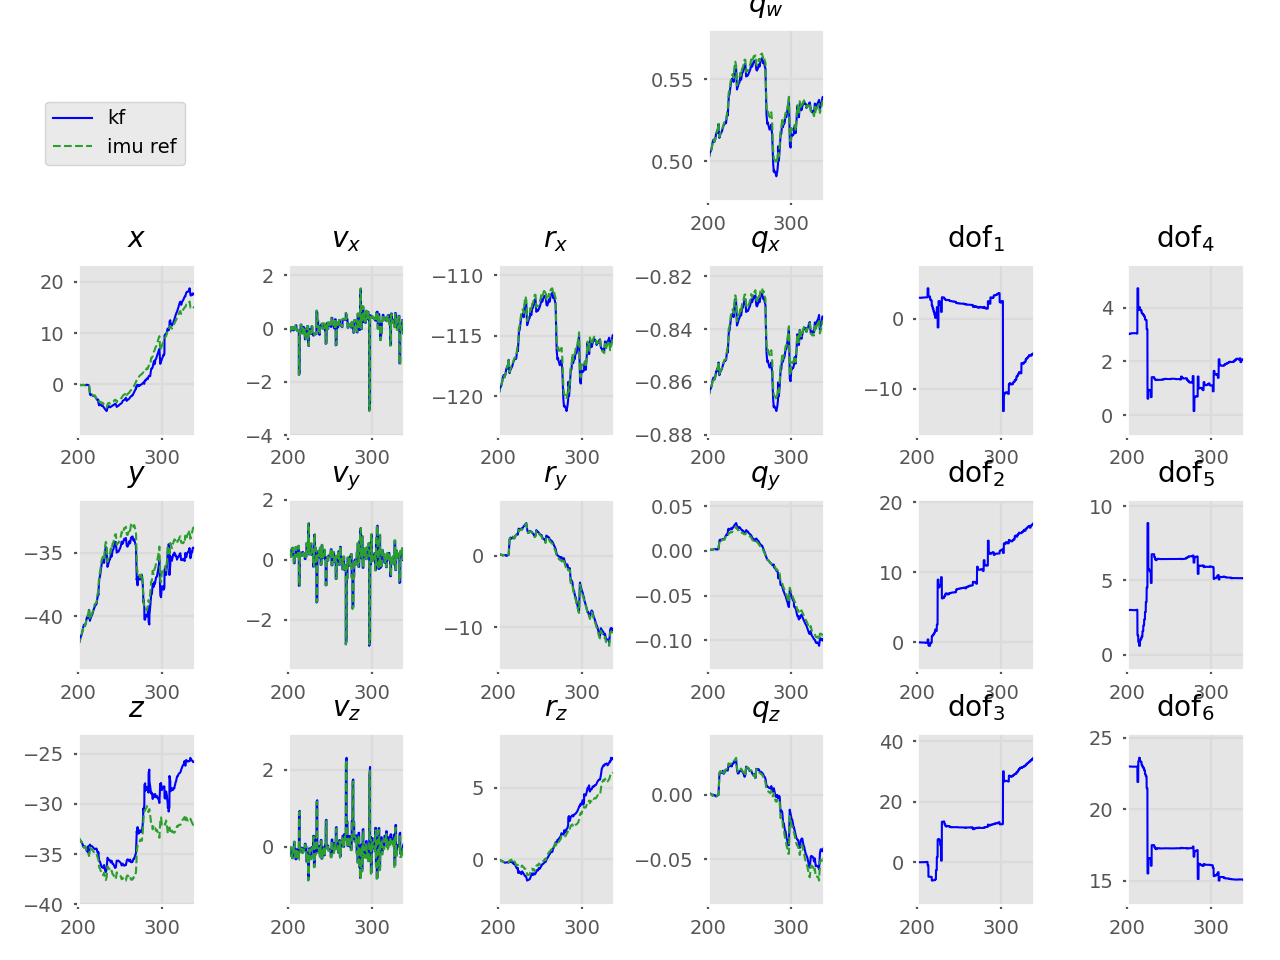 q_w
kf
imu ref
0.55
0.50
200 300
x v_x r_x q_x dof_1 dof_4
20 10 0
2 0 −2 −4
−110 −115 −120
−0.82 −0.84 −0.86 −0.88
0 −10
4 2 0
200 300 200 300 200 300 200 300 200 300 200 300
y v_y r_y q_y dof_2 dof_5
−35 −40
2 0 −2
0 −10
0.05 0.00 −0.05 −0.10
20 10 0
10 5 0
200 300 200 300 200 300 200 300 200 300 200 300
z v_z r_z q_z dof_3 dof_6
−25 −30 −35 −40
2 0
5 0
0.00 −0.05
40 20 0
25 20 15
200 300 200 300 200 300 200 300 200 300 200 300